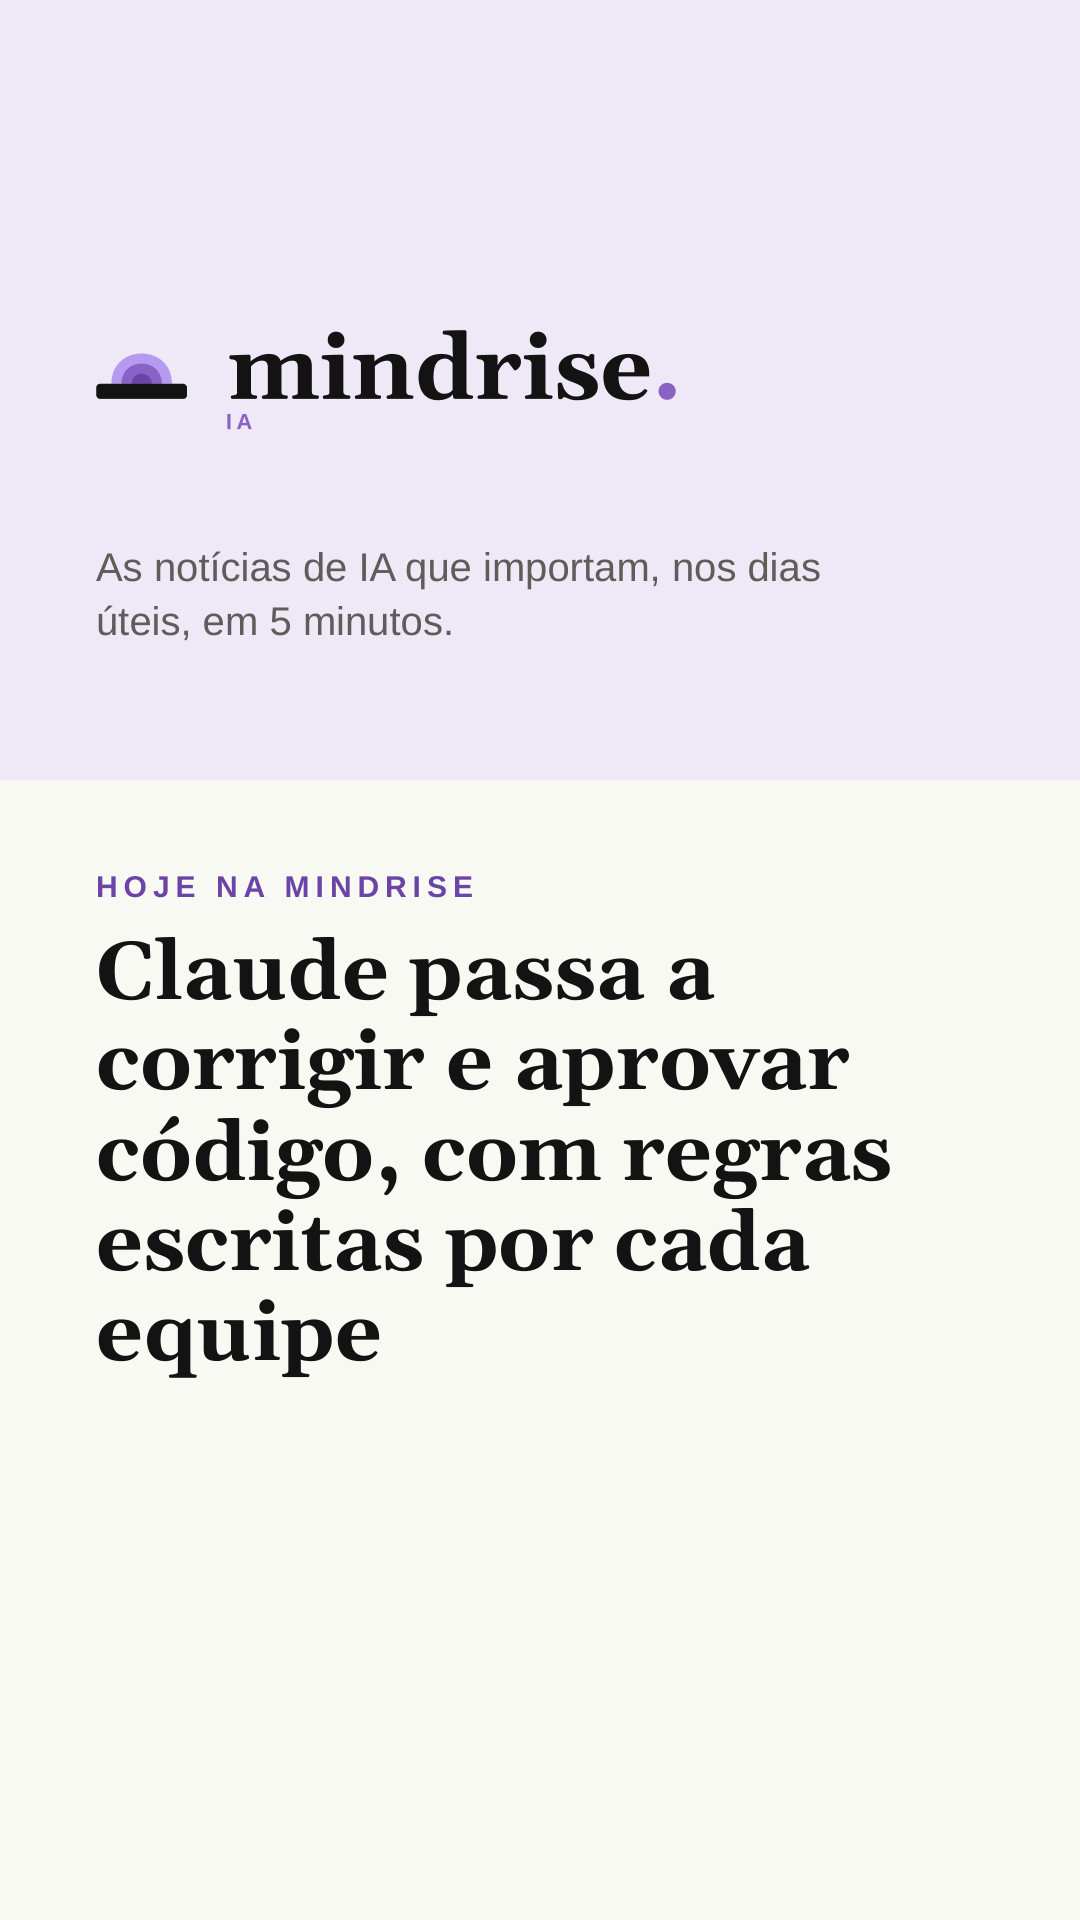 mindrise.
IA
As notícias de IA que importam, nos dias
úteis, em 5 minutos.
HOJE NA MINDRISE
Claude passa a
corrigir e aprovar
código, com regras
escritas por cada
equipe